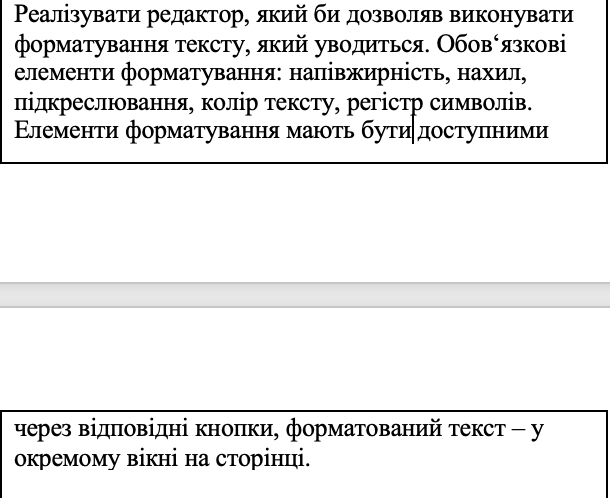 Реалізувати редактор, який би дозволяв виконувати
форматування тексту, який уводиться. Обов‘язкові
елементи форматування: напівжирність, нахил,
підкреслювання, колір тексту, регістр символів.
Елементи форматування мають бути доступними
через відповідні кнопки, форматований текст – у
окремому вікні на сторінці.